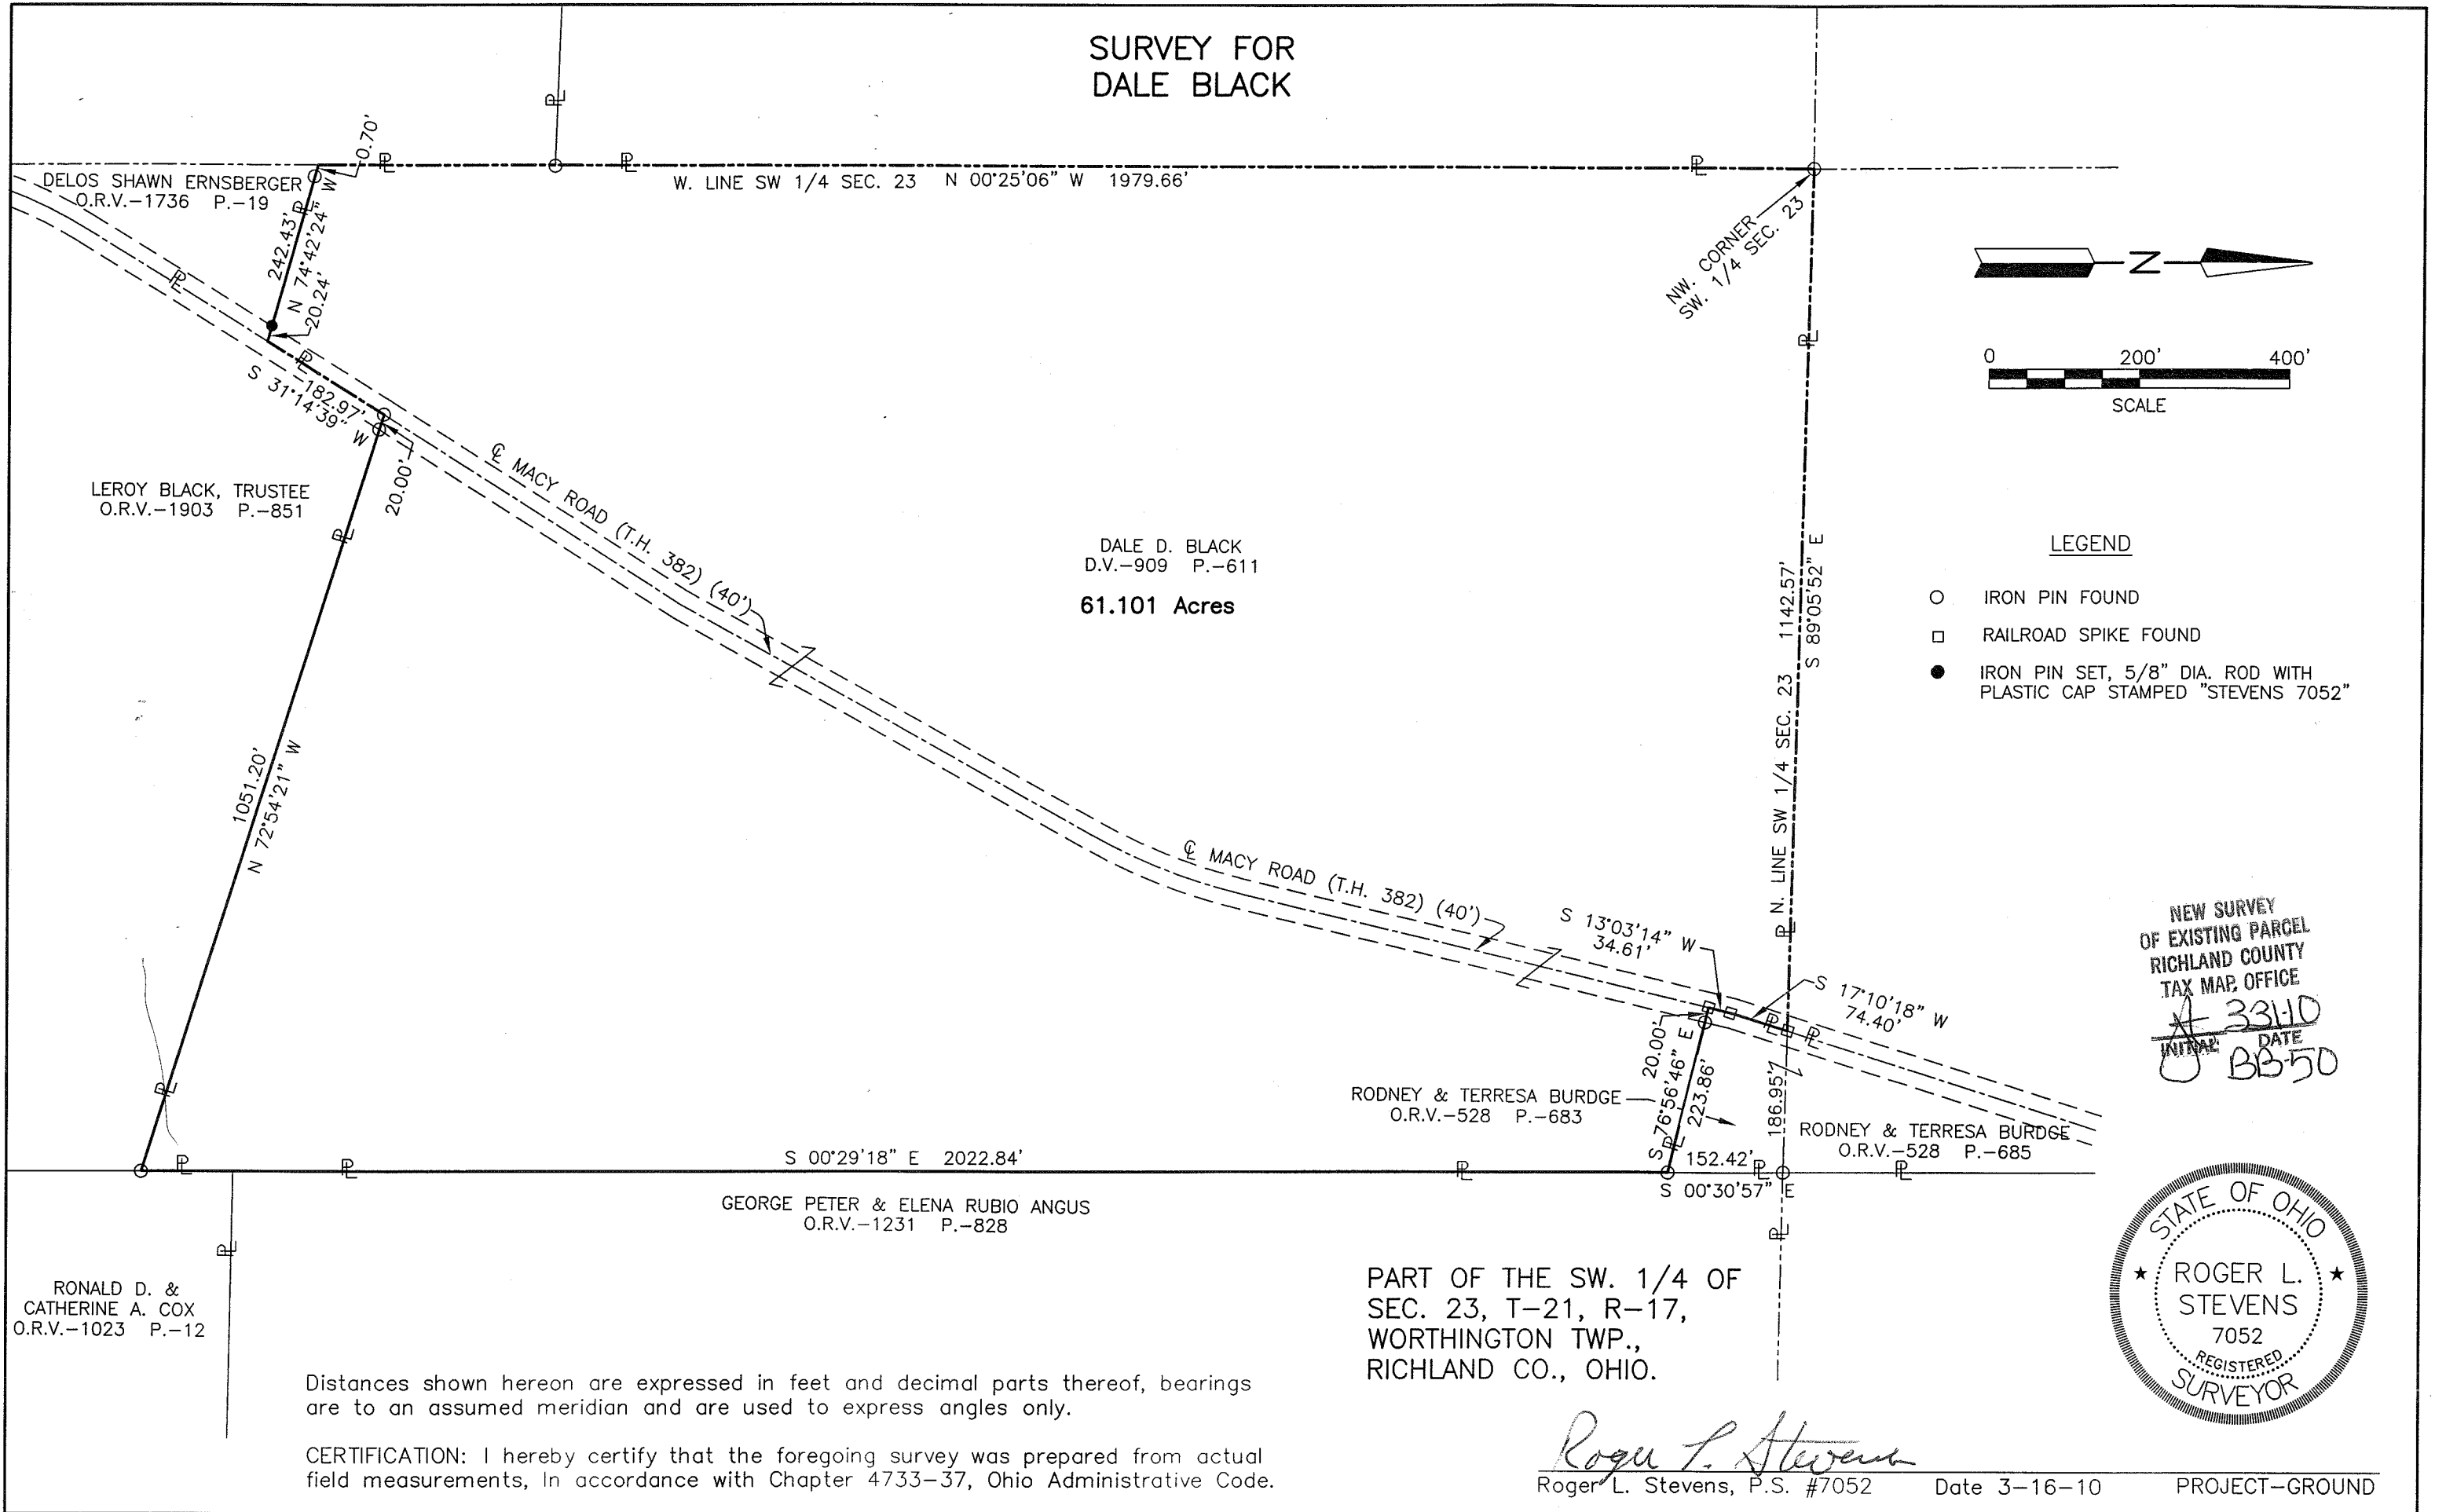 SURVEY FOR
DALE BLACK
0.70'
DELOS SHAWN ERNSBERGER
O.R.V.-1736 P.-19
W. LINE SW 1/4 SEC. 23 N 00°25'06" W 1979.66'
242.43'
N 74°42'24" W
20.24'
NW. CORNER
SW. 1/4 SEC. 23
N
0 200' 400'
SCALE
182.97'
S 31°14'39" W
20.00'
LEROY BLACK, TRUSTEE
O.R.V.-1903 P.-851
℄ MACY ROAD (T.H. 382) (40')
DALE D. BLACK
D.V.-909 P.-611
61.101 Acres
N. LINE SW 1/4 SEC. 23 1142.57'
S 89°05'52" E
LEGEND
IRON PIN FOUND
RAILROAD SPIKE FOUND
IRON PIN SET, 5/8" DIA. ROD WITH
PLASTIC CAP STAMPED "STEVENS 7052"
1051.20'
N 72°54'21" W
℄ MACY ROAD (T.H. 382) (40')
S 13°03'14" W
34.61'
S 17°10'18" W
74.40'
NEW SURVEY
OF EXISTING PARCEL
RICHLAND COUNTY
TAX MAP OFFICE
INITIAL DATE
BB-50
20.00'
S 76°56'46" E
223.86'
186.95'
RODNEY & TERRESA BURDGE
O.R.V.-528 P.-683
RODNEY & TERRESA BURDGE
O.R.V.-528 P.-685
S 00°29'18" E 2022.84'
152.42'
S 00°30'57" E
GEORGE PETER & ELENA RUBIO ANGUS
O.R.V.-1231 P.-828
RONALD D. &
CATHERINE A. COX
O.R.V.-1023 P.-12
PART OF THE SW. 1/4 OF
SEC. 23, T-21, R-17,
WORTHINGTON TWP.,
RICHLAND CO., OHIO.
STATE OF OHIO
ROGER L.
STEVENS
7052
REGISTERED
SURVEYOR
Distances shown hereon are expressed in feet and decimal parts thereof, bearings
are to an assumed meridian and are used to express angles only.
CERTIFICATION: I hereby certify that the foregoing survey was prepared from actual
field measurements, In accordance with Chapter 4733-37, Ohio Administrative Code.
Roger L. Stevens
Roger L. Stevens, P.S. #7052 Date 3-16-10 PROJECT-GROUND